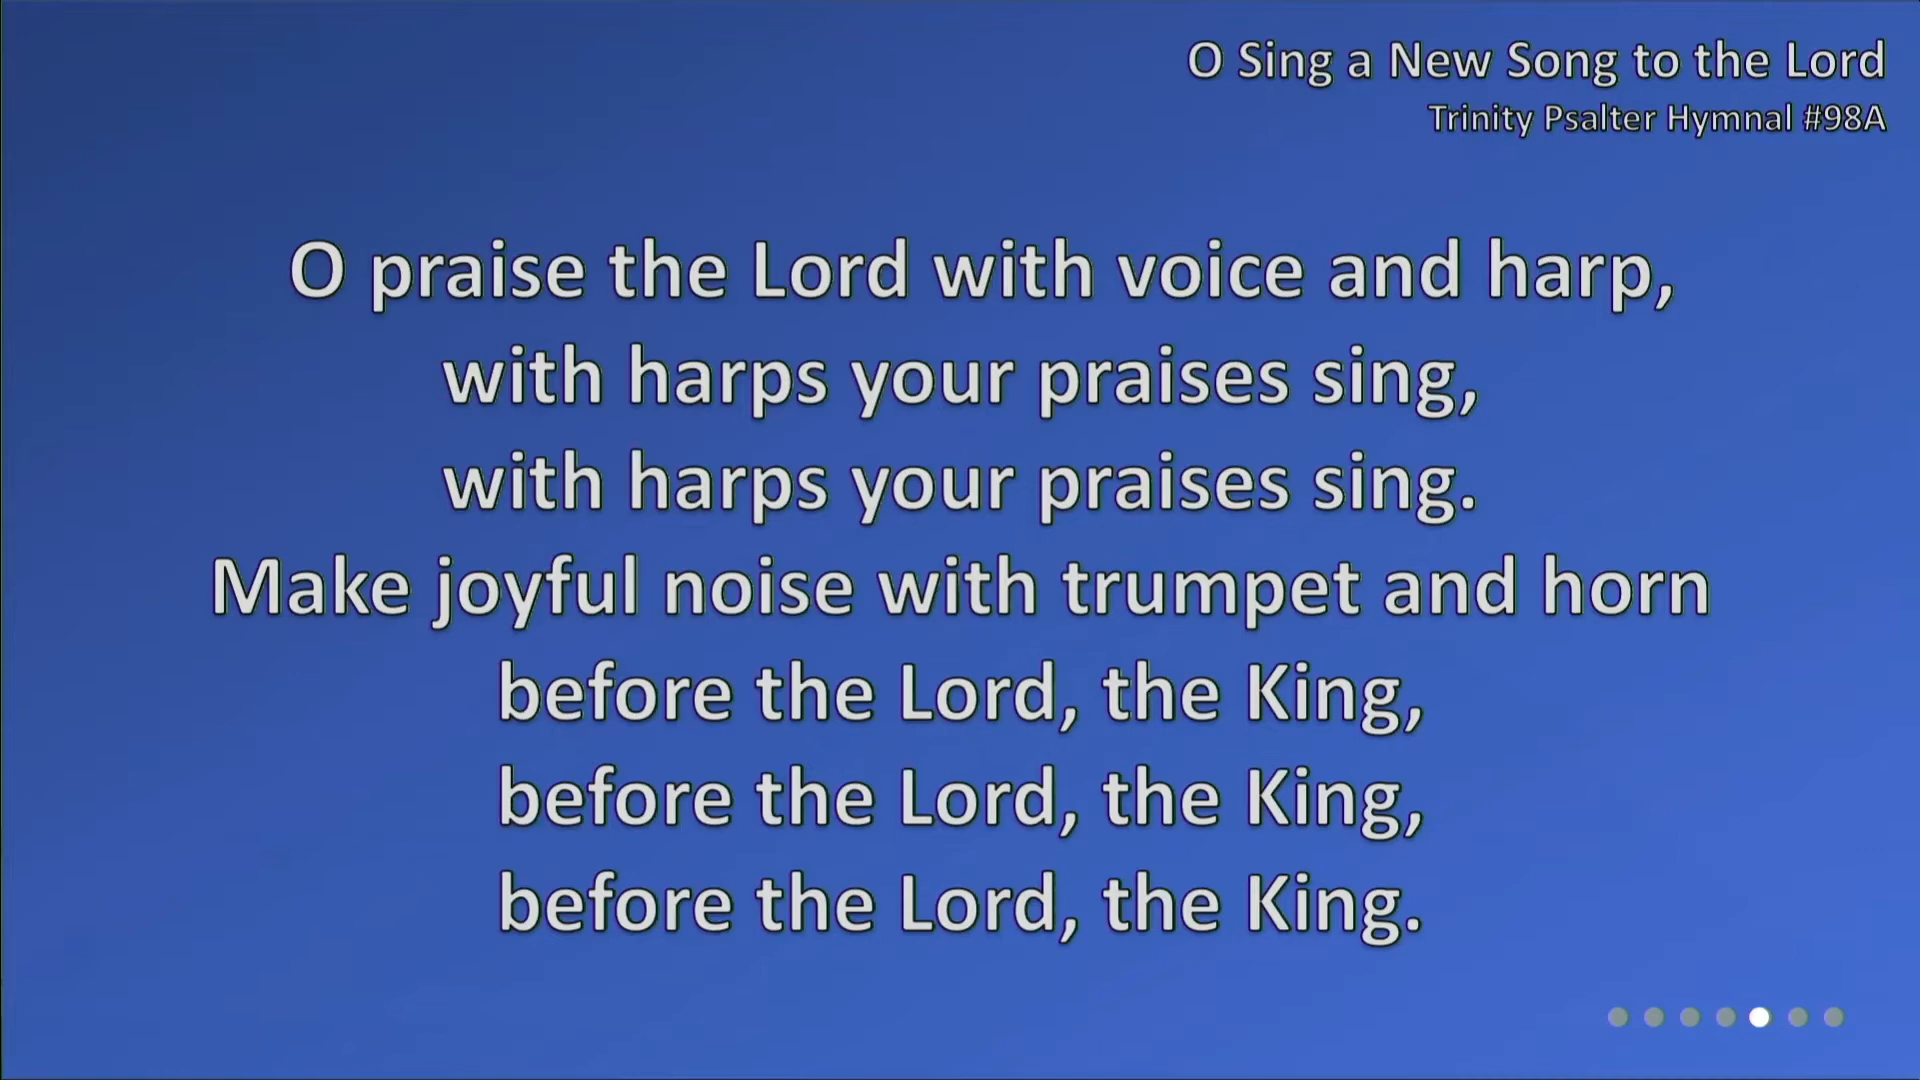 O Sing a New Song to the Lord
Trinity Psalter Hymnal #98A
O praise the Lord with voice and harp,
with harps your praises sing,
with harps your praises sing.
Make joyful noise with trumpet and horn
before the Lord, the King,
before the Lord, the King,
before the Lord, the King.